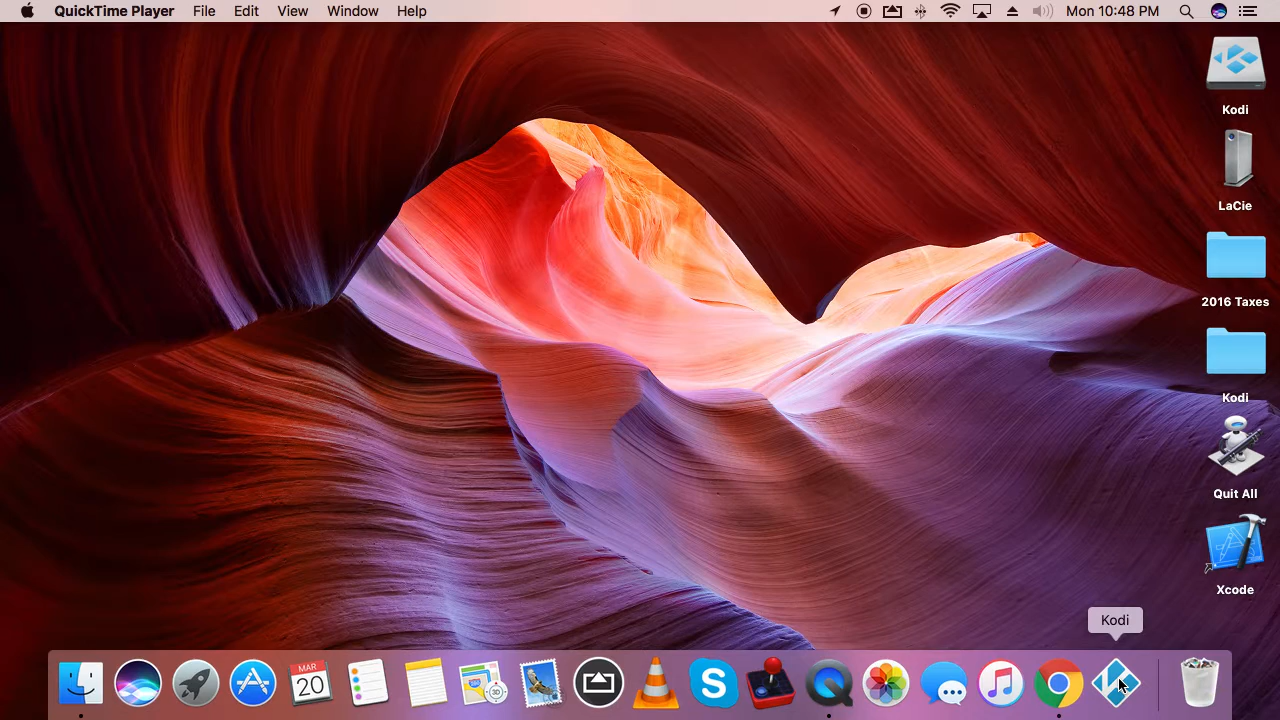 QuickTime Player File Edit View Window Help Mon 10:48 PM
Kodi
LaCie
2016 Taxes
Kodi
Quit All
Xcode
Kodi
MAR
20
3D
S